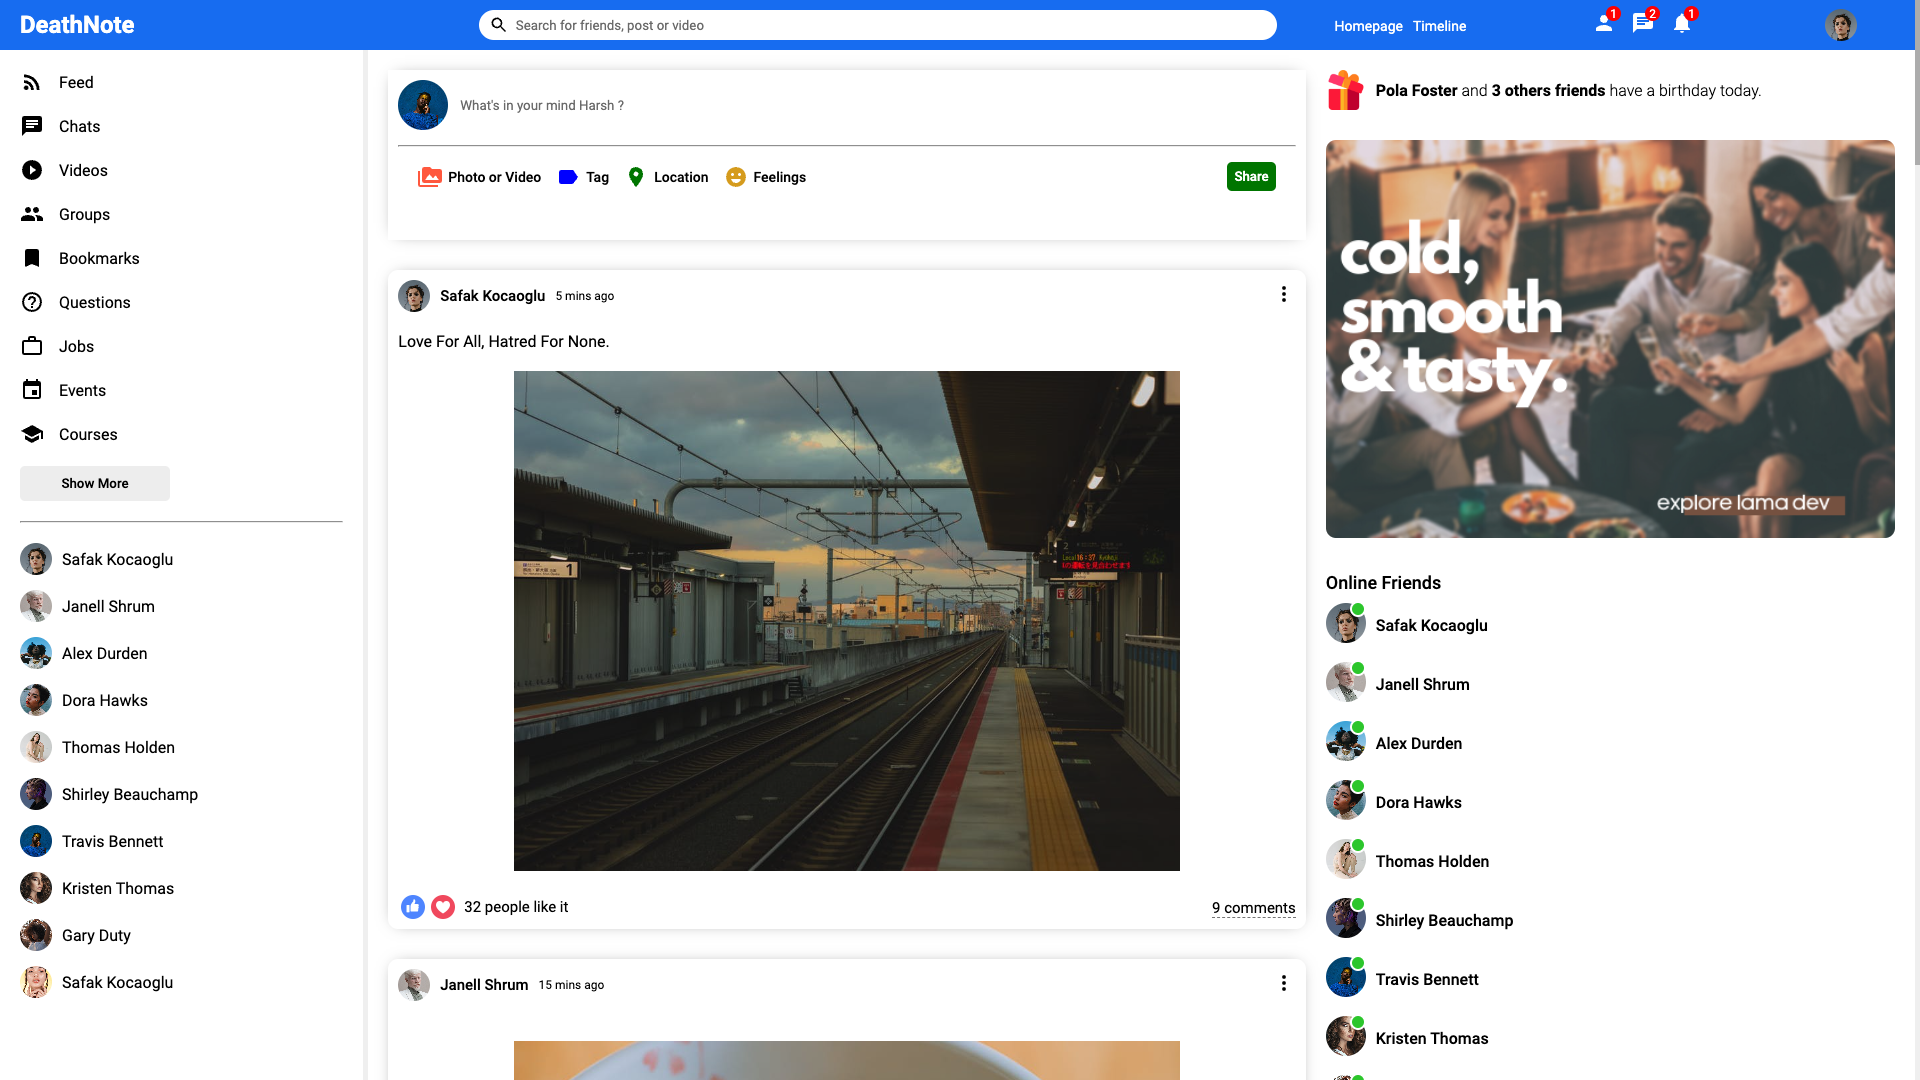 DeathNote
Search for friends, post or video
Homepage Timeline
1
2
1
Feed
Chats
Videos
Groups
Bookmarks
Questions
Jobs
Events
Courses
Show More
Safak Kocaoglu
Janell Shrum
Alex Durden
Dora Hawks
Thomas Holden
Shirley Beauchamp
Travis Bennett
Kristen Thomas
Gary Duty
Safak Kocaoglu
What's in your mind Harsh ?
Photo or Video Tag Location Feelings Share
Safak Kocaoglu 5 mins ago
Love For All, Hatred For None.
1
2
16:37
32 people like it 9 comments
Janell Shrum 15 mins ago
Pola Foster and 3 others friends have a birthday today.
cold,
smooth
& tasty.
explore lama dev
Online Friends
Safak Kocaoglu
Janell Shrum
Alex Durden
Dora Hawks
Thomas Holden
Shirley Beauchamp
Travis Bennett
Kristen Thomas